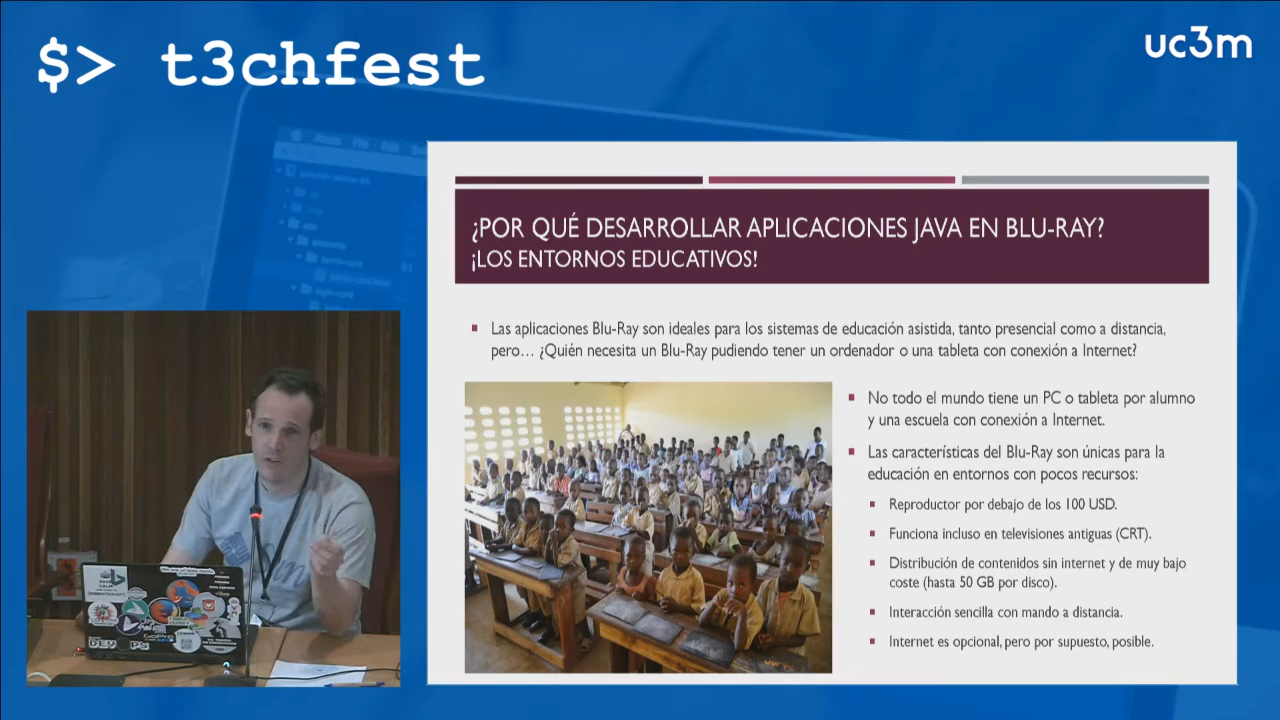 $> t3chfest
uc3m
¿POR QUÉ DESARROLLAR APLICACIONES JAVA EN BLU-RAY?
¡LOS ENTORNOS EDUCATIVOS!
Las aplicaciones Blu-Ray son ideales para los sistemas de educación asistida, tanto presencial como a distancia,
pero… ¿Quién necesita un Blu-Ray pudiendo tener un ordenador o una tableta con conexión a Internet?
No todo el mundo tiene un PC o tableta por alumno
y una escuela con conexión a Internet.
Las características del Blu-Ray son únicas para la
educación en entornos con pocos recursos:
Reproductor por debajo de los 100 USD.
Funciona incluso en televisiones antiguas (CRT).
Distribución de contenidos sin internet y de muy bajo
coste (hasta 50 GB por disco).
Interacción sencilla con mando a distancia.
Internet es opcional, pero por supuesto, posible.
GoPro